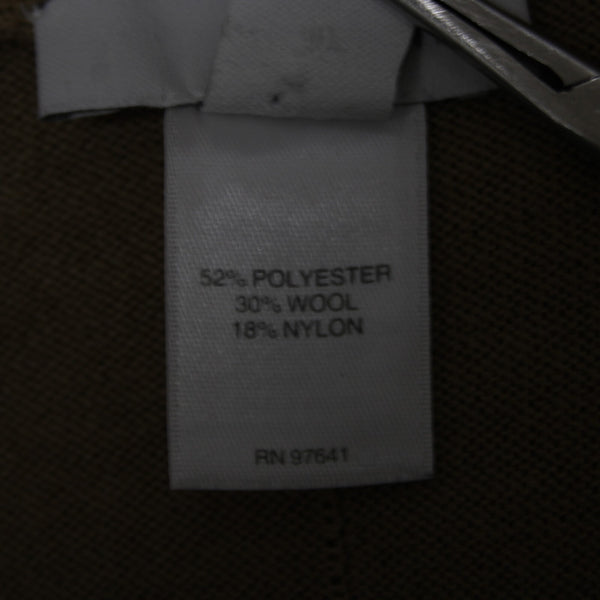 52% POLYESTER
30% WOOL
18% NYLON
RN 97641